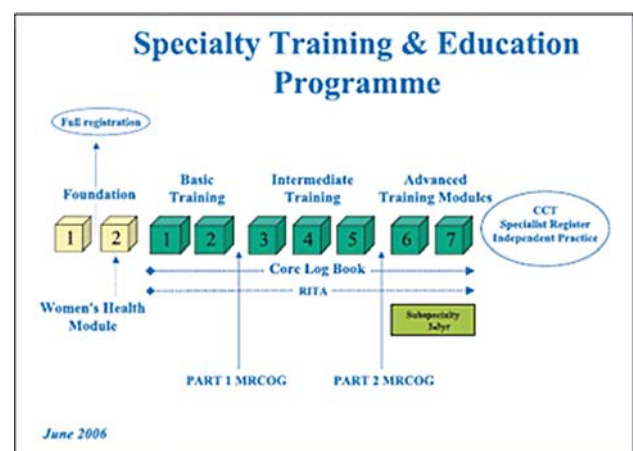 Specialty Training & Education
Programme
Full registration
Foundation
Basic
Training
Intermediate
Training
Advanced
Training Modules
1
2
1
2
3
4
5
6
7
CCT
Specialist Register
Independent Practice
Core Log Book
RITA
Women's Health
Module
Subspecialty
2-3yr
PART 1 MRCOG
PART 2 MRCOG
June 2006